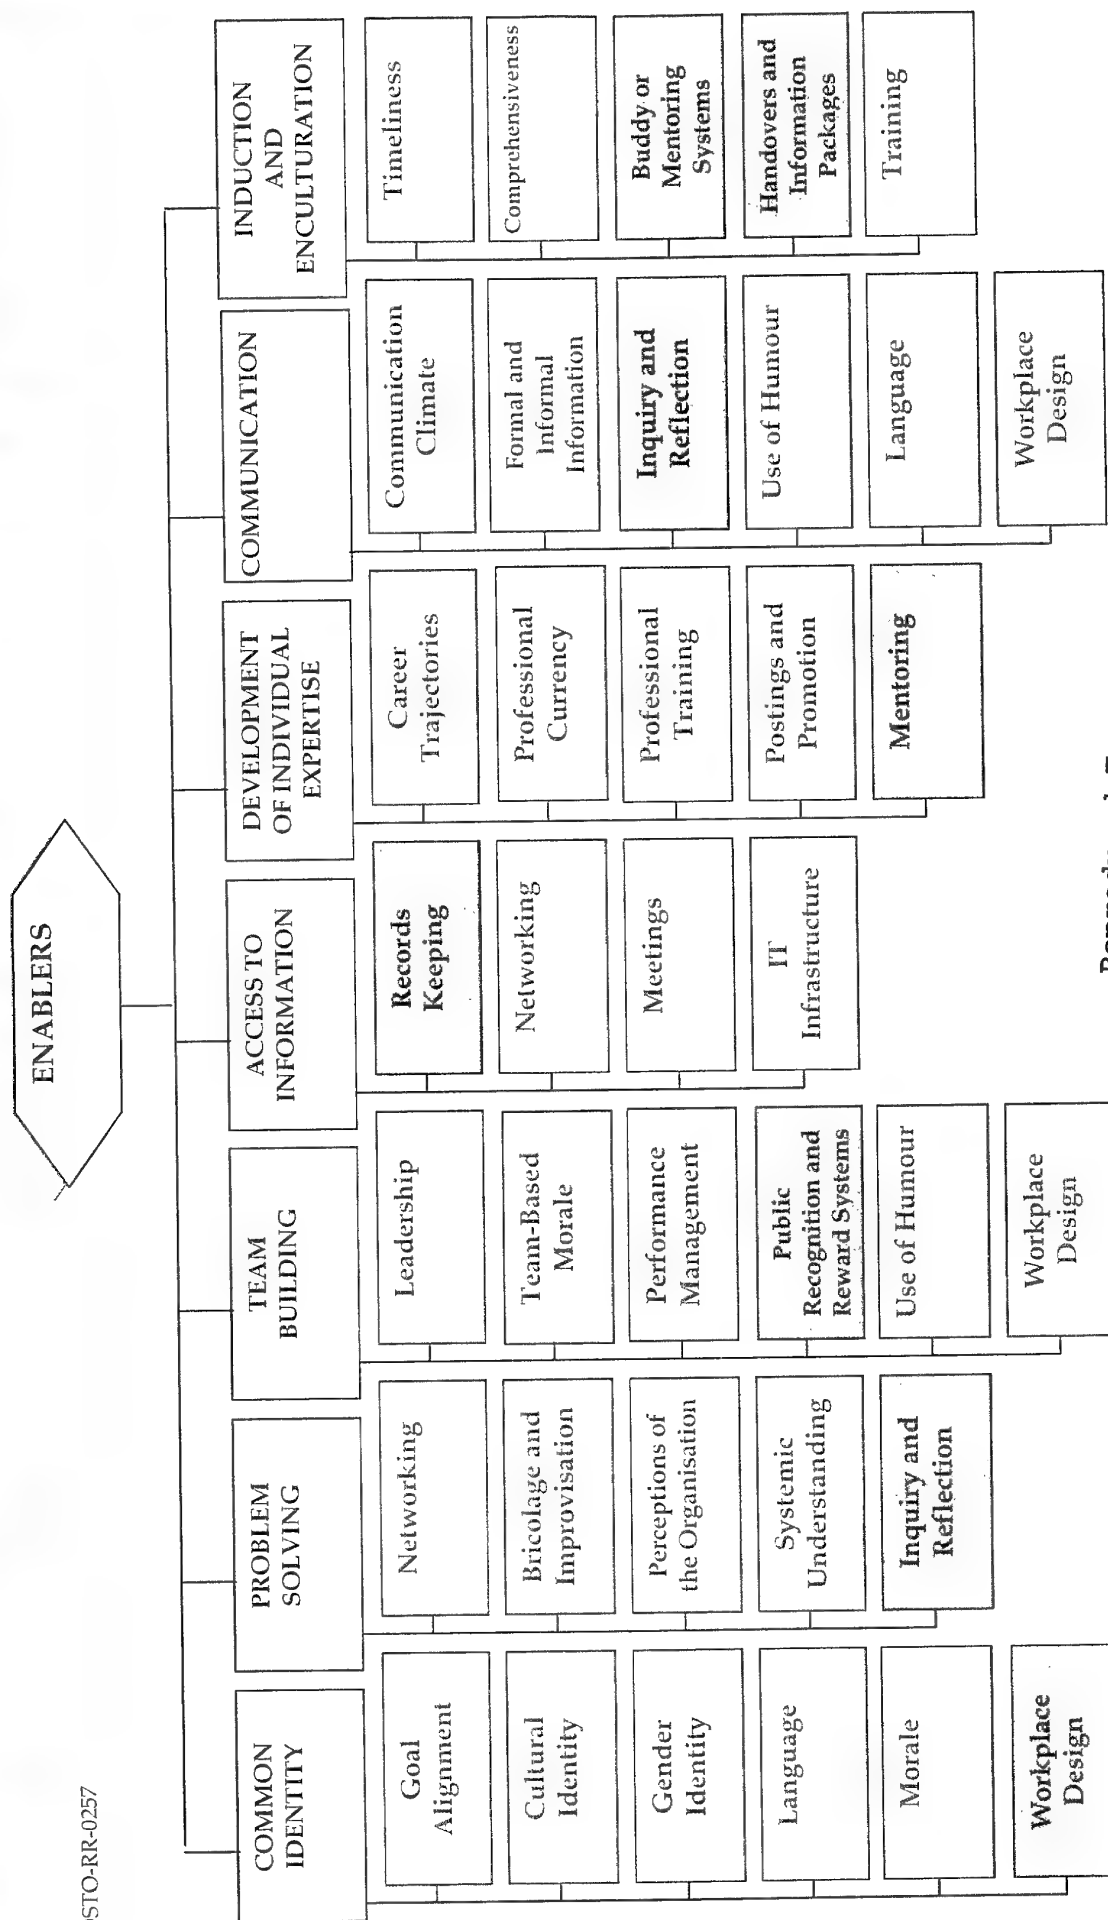 DSTO-RR-0257
ENABLERS
COMMON
IDENTITY
Goal
Alignment
Cultural
Identity
Gender
Identity
Language
Morale
Workplace
Design
PROBLEM
SOLVING
Networking
Bricolage and
Improvisation
Perceptions of
the Organisation
Systemic
Understanding
Inquiry and
Reflection
TEAM
BUILDING
Leadership
Team-Based
Morale
Performance
Management
Public
Recognition and
Reward Systems
Use of Humour
Workplace
Design
ACCESS TO
INFORMATION
Records
Keeping
Networking
Meetings
IT
Infrastructure
DEVELOPMENT
OF INDIVIDUAL
EXPERTISE
Career
Trajectories
Professional
Currency
Professional
Training
Postings and
Promotion
Mentoring
COMMUNICATION
Communication
Climate
Formal and
Informal
Information
Inquiry and
Reflection
Use of Humour
Language
Workplace
Design
INDUCTION
AND
ENCULTURATION
Timeliness
Comprehensiveness
Buddy or
Mentoring
Systems
Handovers and
Information
Packages
Training